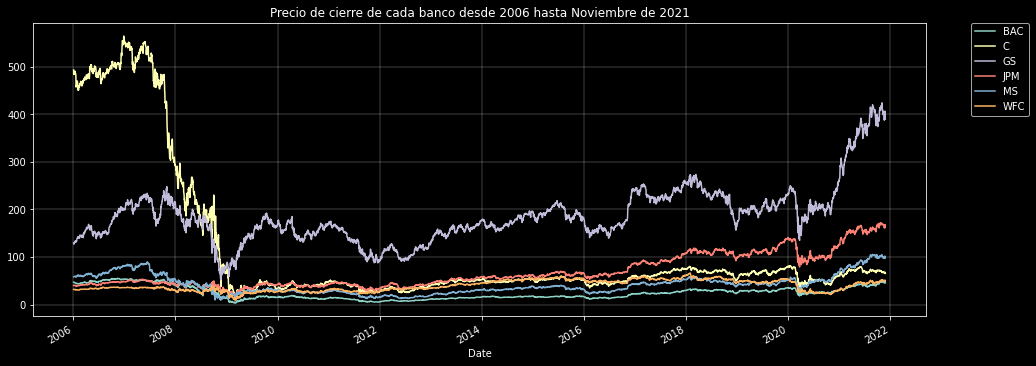 Precio de cierre de cada banco desde 2006 hasta Noviembre de 2021
BAC
C
GS
JPM
MS
WFC
500
400
300
200
100
0
2006
2008
2010
2012
2014
2016
2018
2020
2022
Date